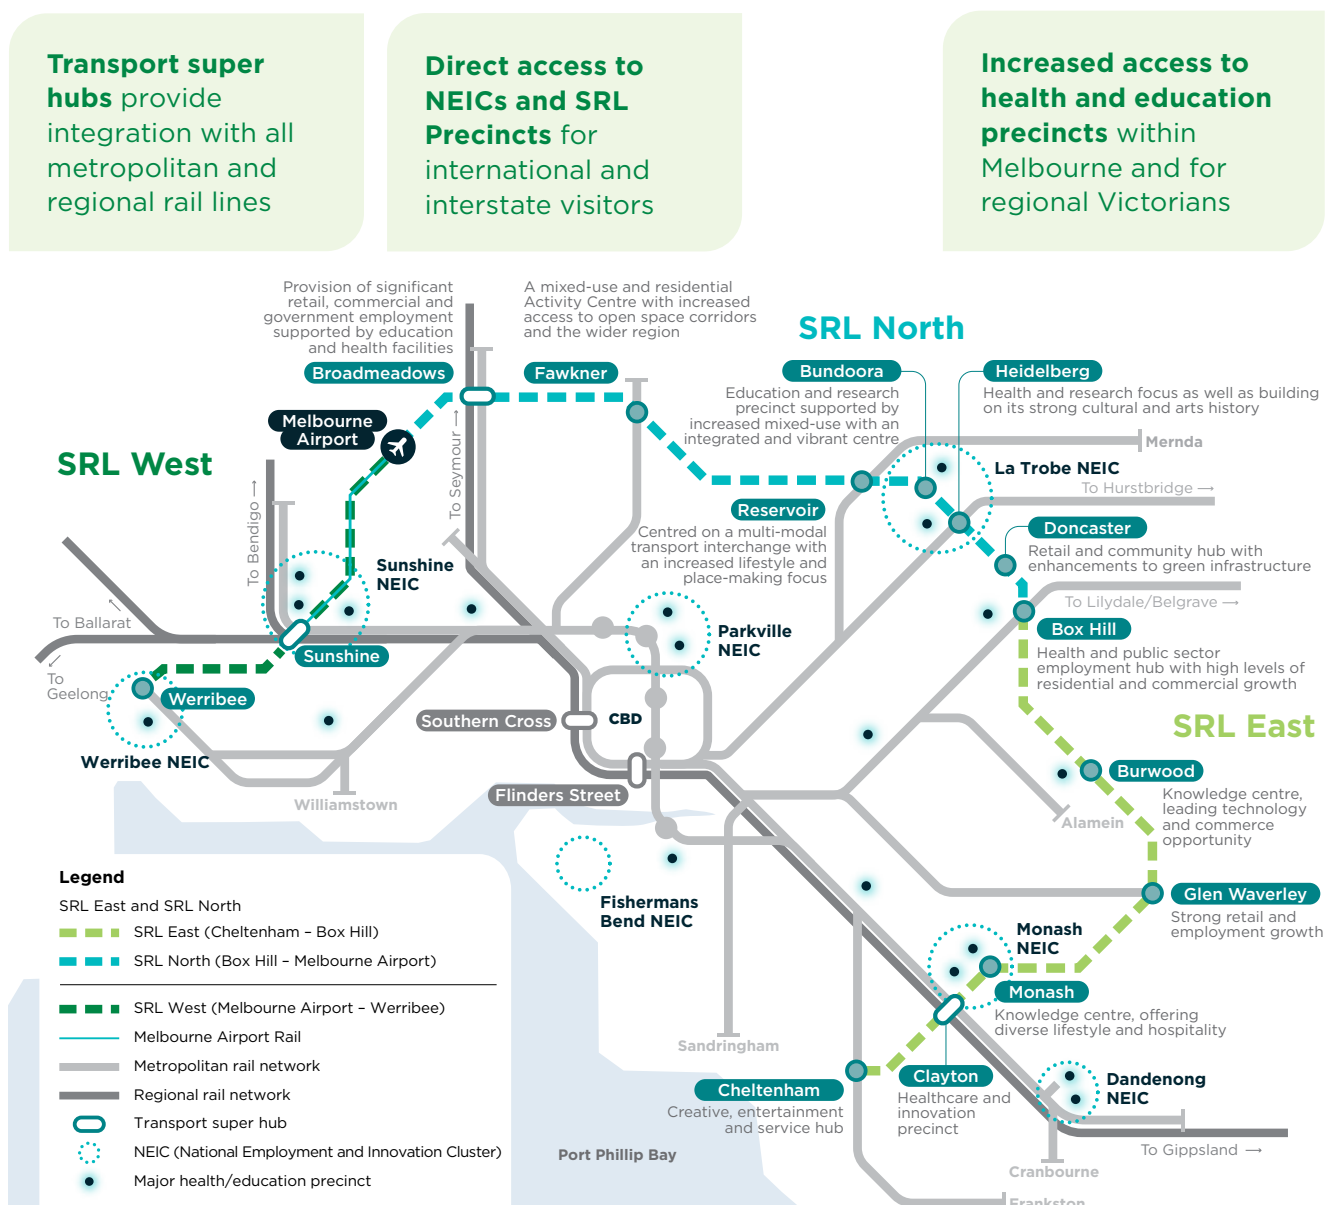 Transport super
hubs provide
integration with all
metropolitan and
regional rail lines
Direct access to
NEICs and SRL
Precincts for
international and
interstate visitors
Increased access to
health and education
precincts within
Melbourne and for
regional Victorians
Provision of significant
retail, commercial and
government employment
supported by education
and health facilities
Broadmeadows
A mixed-use and residential
Activity Centre with increased
access to open space corridors
and the wider region
Fawkner
SRL North
Bundoora
Education and research
precinct supported by
increased mixed-use with an
integrated and vibrant centre
Heidelberg
Health and research focus as well as building
on its strong cultural and arts history
Melbourne
Airport
SRL West
Mernda
La Trobe NEIC
To Hurstbridge →
To Seymour →
To Bendigo →
Reservoir
Centred on a multi-modal
transport interchange with
an increased lifestyle and
place-making focus
Doncaster
Retail and community hub with
enhancements to green infrastructure
Sunshine
NEIC
To Lilydale/Belgrave →
To Ballarat
Parkville
NEIC
Box Hill
Health and public sector
employment hub with high levels of
residential and commercial growth
Sunshine
To
Geelong
Werribee
Southern Cross
CBD
SRL East
Werribee NEIC
Burwood
Knowledge centre,
leading technology
and commerce
opportunity
Flinders Street
Williamstown
Alamein
Legend
SRL East and SRL North
SRL East (Cheltenham – Box Hill)
SRL North (Box Hill – Melbourne Airport)
SRL West (Melbourne Airport – Werribee)
Melbourne Airport Rail
Metropolitan rail network
Regional rail network
Transport super hub
NEIC (National Employment and Innovation Cluster)
Major health/education precinct
Fishermans
Bend NEIC
Glen Waverley
Strong retail and
employment growth
Monash
NEIC
Monash
Knowledge centre, offering
diverse lifestyle and hospitality
Sandringham
Cheltenham
Creative, entertainment
and service hub
Clayton
Healthcare and
innovation
precinct
Dandenong
NEIC
Port Phillip Bay
To Gippsland →
Cranbourne
Frankston